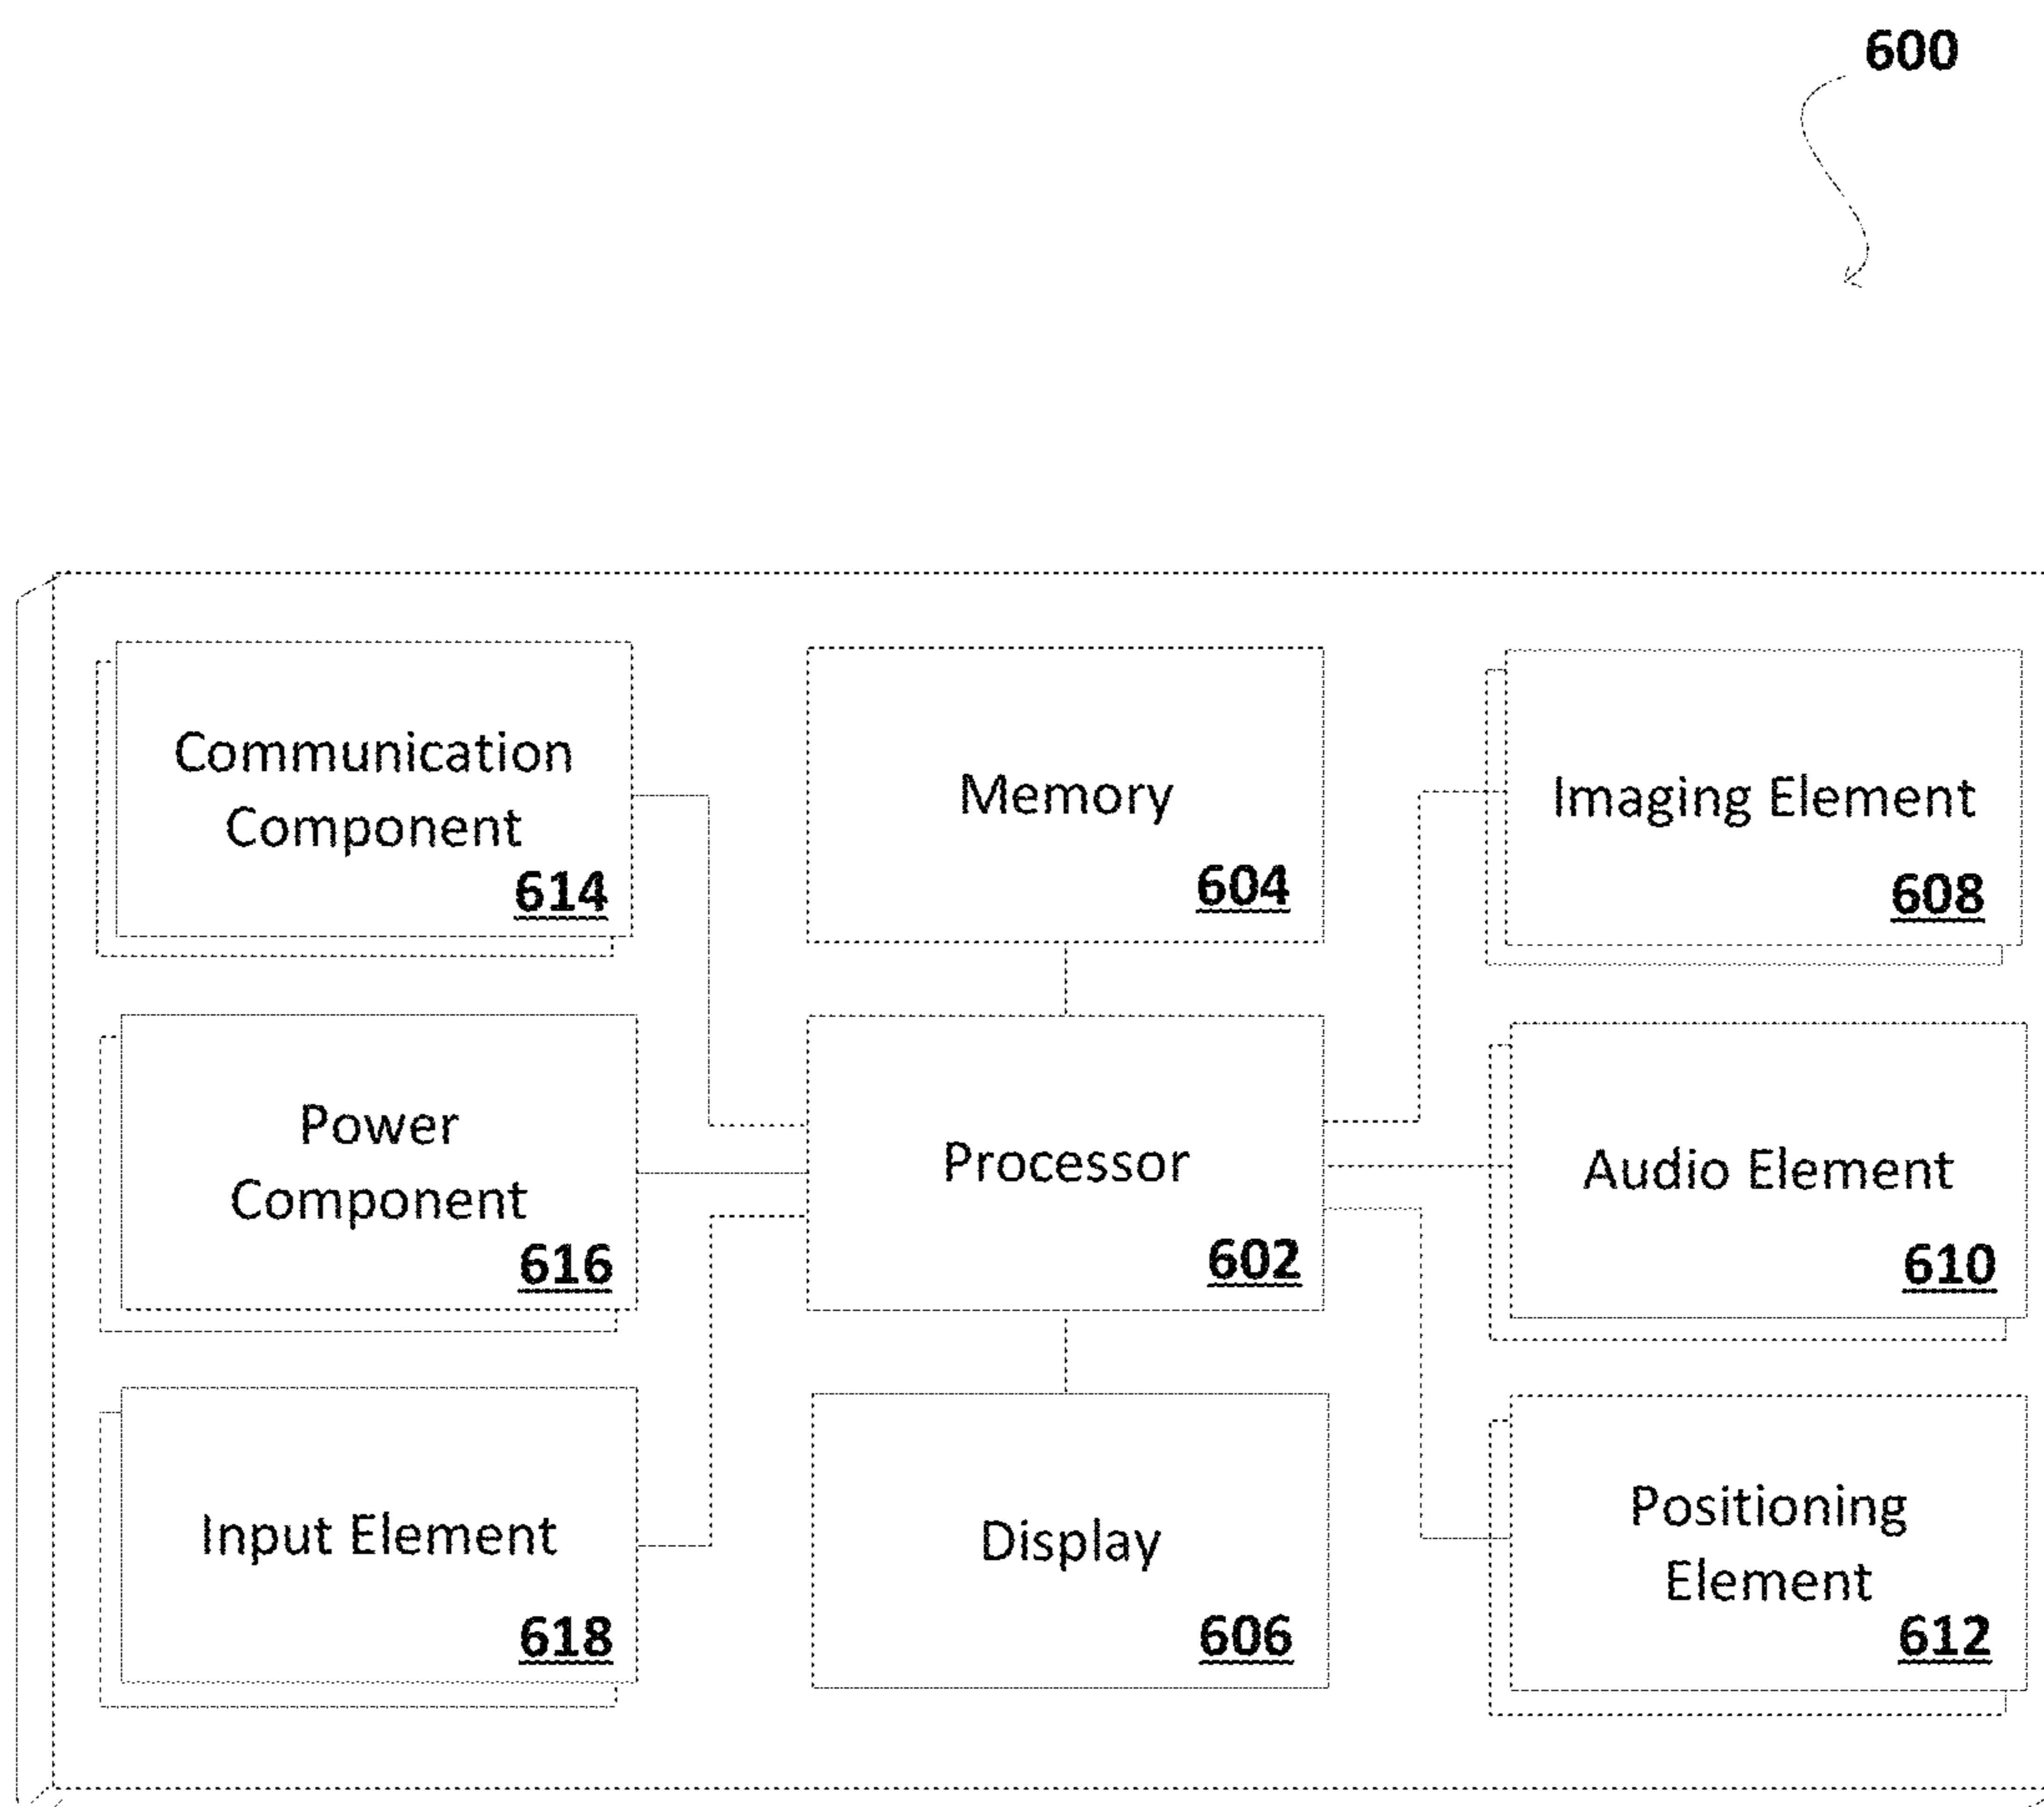 600
Communication
Component
614
Memory
604
Imaging Element
608
Power
Component
616
Processor
602
Audio Element
610
Input Element
618
Display
606
Positioning
Element
612